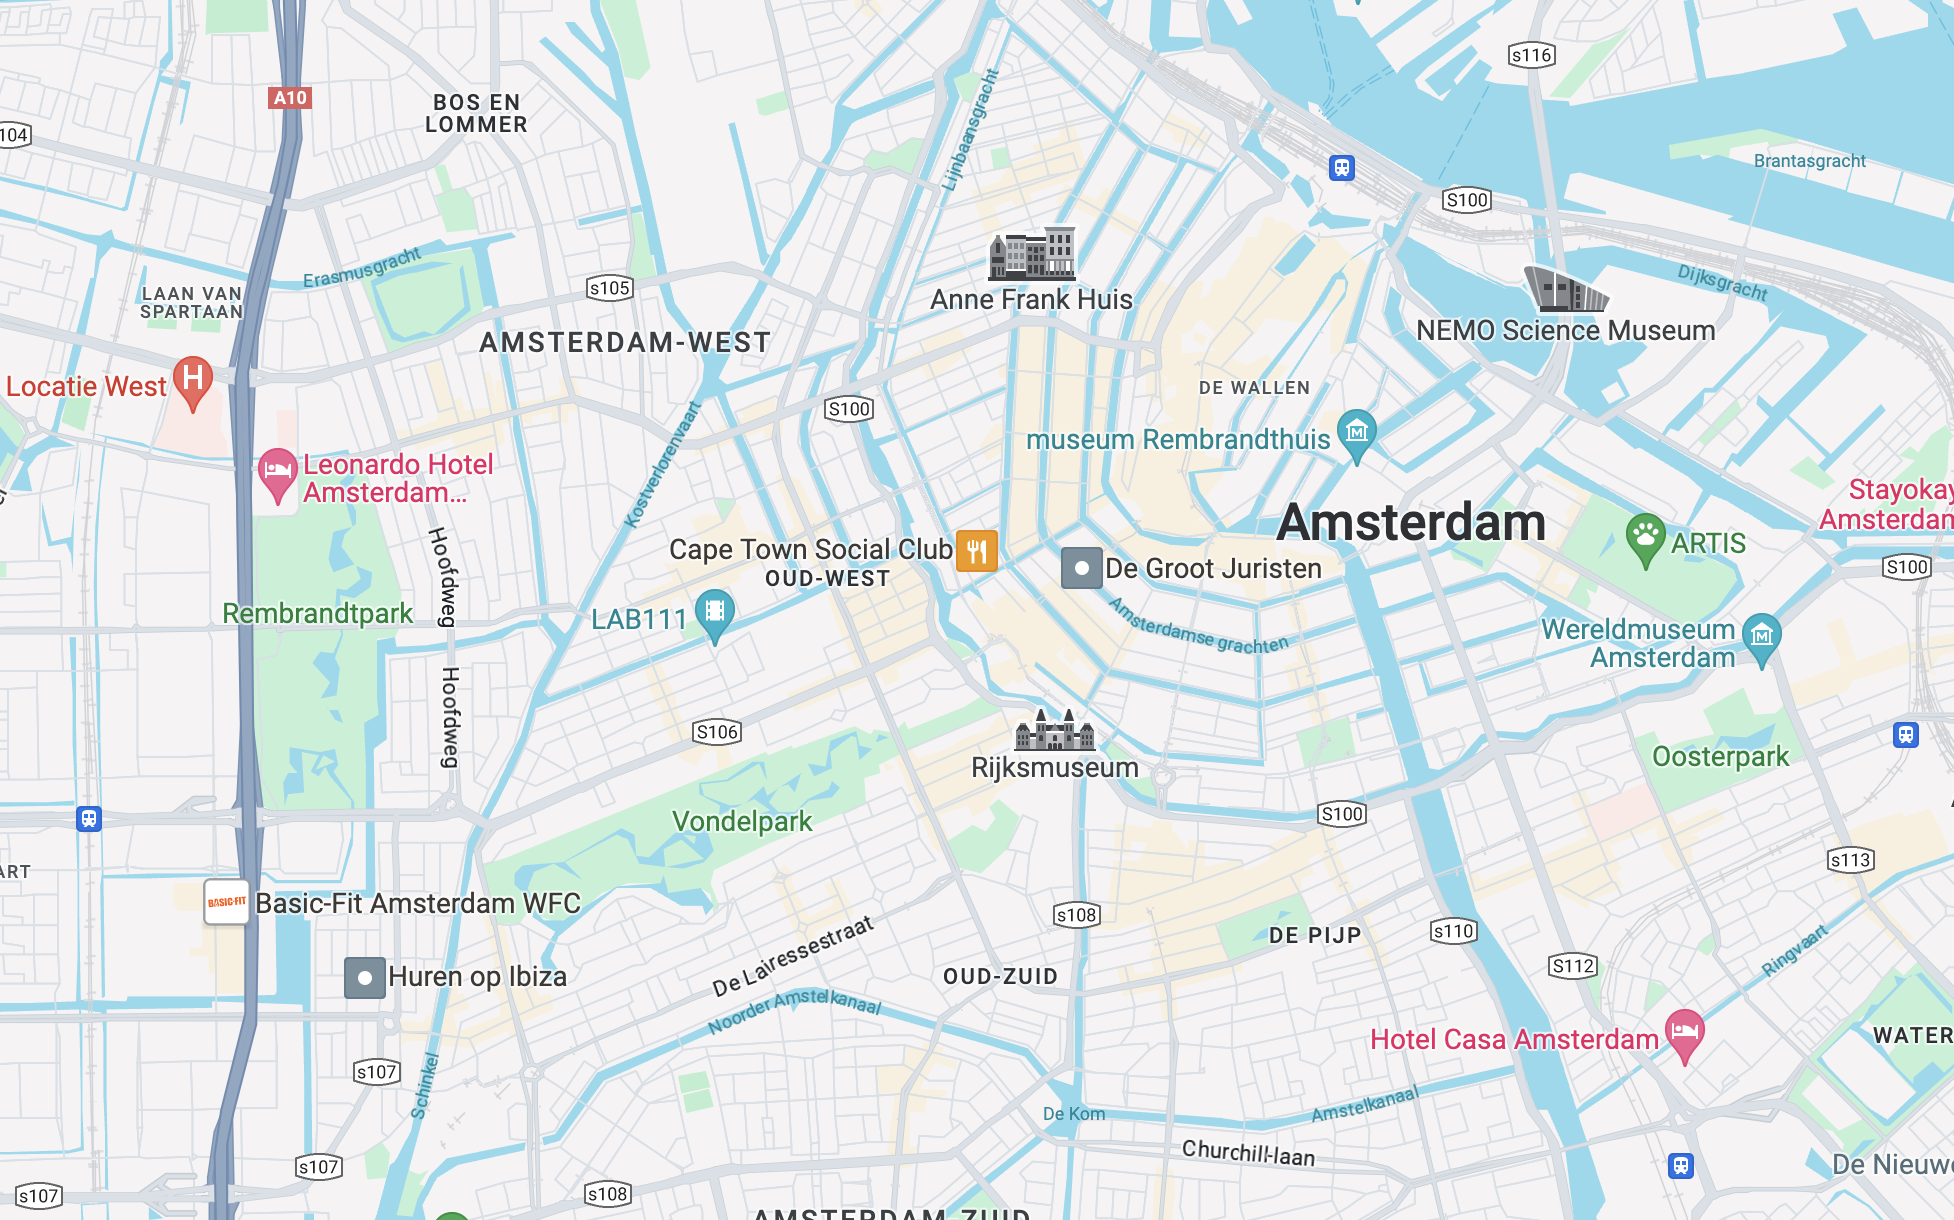 s116
A10
BOS EN
LOMMER
104
Lijnbaansgracht
Brantasgracht
S100
Erasmusgracht
LAAN VAN
SPARTAAN
s105
Anne Frank Huis
Dijksgracht
NEMO Science Museum
AMSTERDAM-WEST
Locatie West
DE WALLEN
S100
Kostverlorenvaart
museum Rembrandthuis
Leonardo Hotel
Amsterdam...
Stayokay
Amsterdam
Amsterdam
Hoofdweg
Cape Town Social Club
OUD-WEST
De Groot Juristen
ARTIS
S100
Rembrandtpark
LAB111
Amsterdamse grachten
Wereldmuseum
Amsterdam
Hoofdweg
S106
Rijksmuseum
Oosterpark
Vondelpark
S100
s113
ART
BASIC-FIT
Basic-Fit Amsterdam WFC
s108
De Lairessestraat
DE PIJP
s110
Ringvaart
Huren op Ibiza
OUD-ZUID
S112
Noorder Amstelkanaal
Hotel Casa Amsterdam
WATER
s107
Schinkel
De Kom
Amstelkanaal
Churchill-laan
s107
De Nieuwe
s107
s108
AMSTERDAM-ZUID